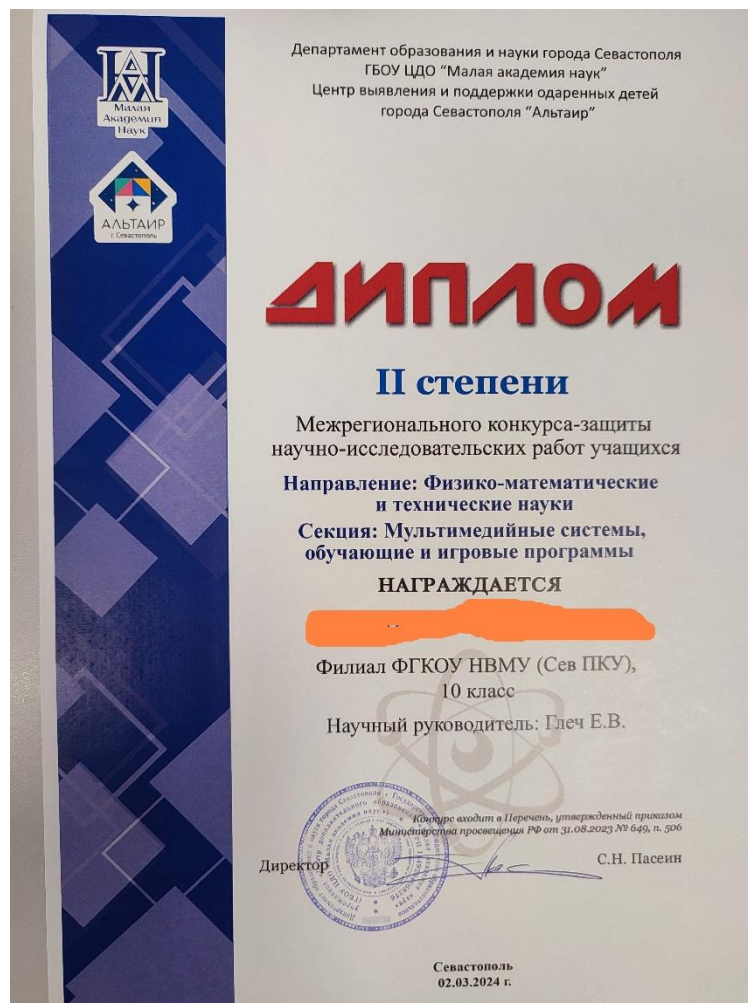 Малая
Академия
Наук
АЛЬТАИР
г. Севастополь
Департамент образования и науки города Севастополя
ГБОУ ЦДО “Малая академия наук”
Центр выявления и поддержки одаренных детей
города Севастополя “Альтаир”
ДИПЛОМ
II степени
Межрегионального конкурса-защиты
научно-исследовательских работ учащихся
Направление: Физико-математические
и технические науки
Секция: Мультимедийные системы,
обучающие и игровые программы
НАГРАЖДАЕТСЯ
Филиал ФГКОУ НВМУ (Сев ПКУ),
10 класс
Научный руководитель: Глеч Е.В.
Конкурс входит в Перечень, утвержденный приказом
Министерства просвещения РФ от 31.08.2023 № 649, п. 506
Директор
С.Н. Пасеин
Севастополь
02.03.2024 г.